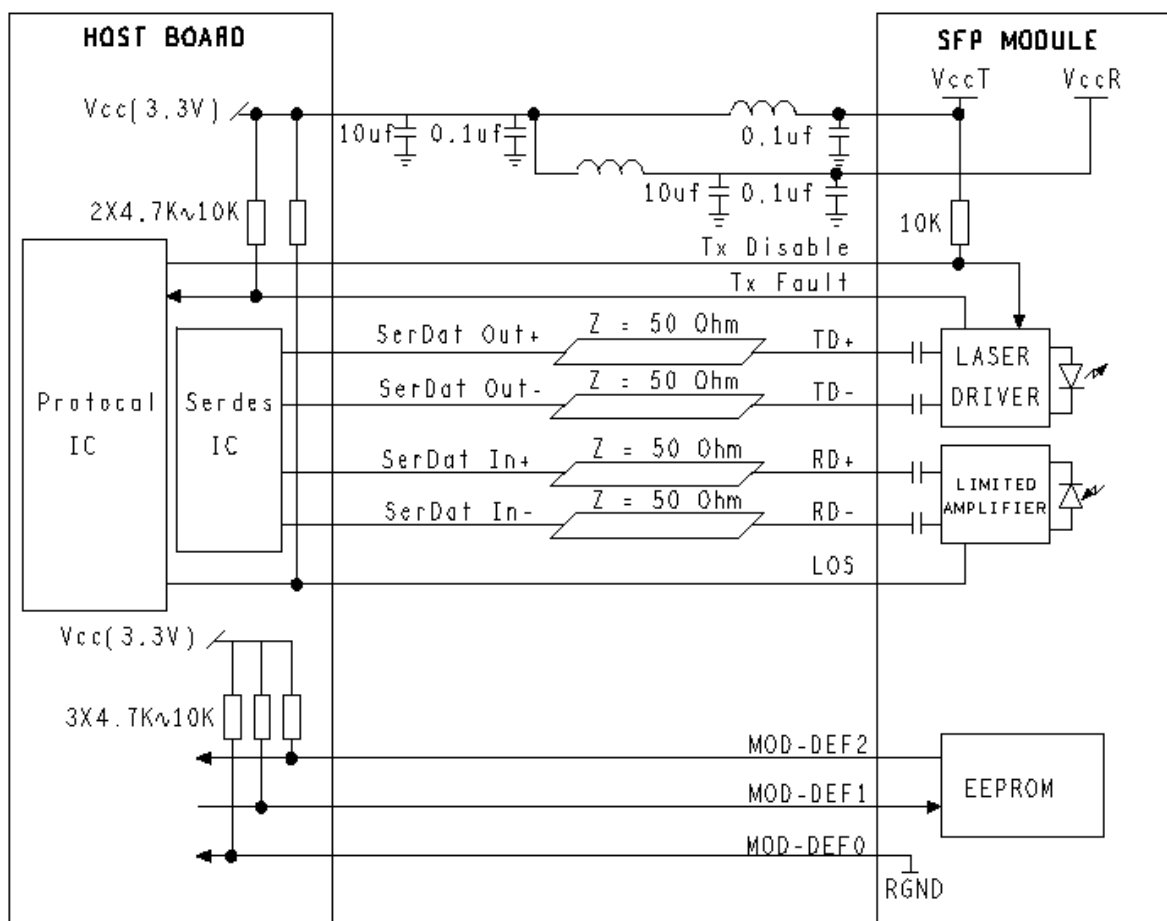 HOST BOARD
SFP MODULE
VccT
VccR
Vcc(3.3V)
10uf
0.1uf
0.1uf
10uf
0.1uf
2X4.7K~10K
10K
Tx Disable
Tx Fault
SerDat Out+
Z = 50 Ohm
TD+
SerDat Out-
Z = 50 Ohm
TD-
LASER
DRIVER
Protocal
IC
Serdes
IC
SerDat In+
Z = 50 Ohm
RD+
SerDat In-
Z = 50 Ohm
RD-
LIMITED
AMPLIFIER
LOS
Vcc(3.3V)
3X4.7K~10K
MOD-DEF2
MOD-DEF1
MOD-DEF0
EEPROM
RGND